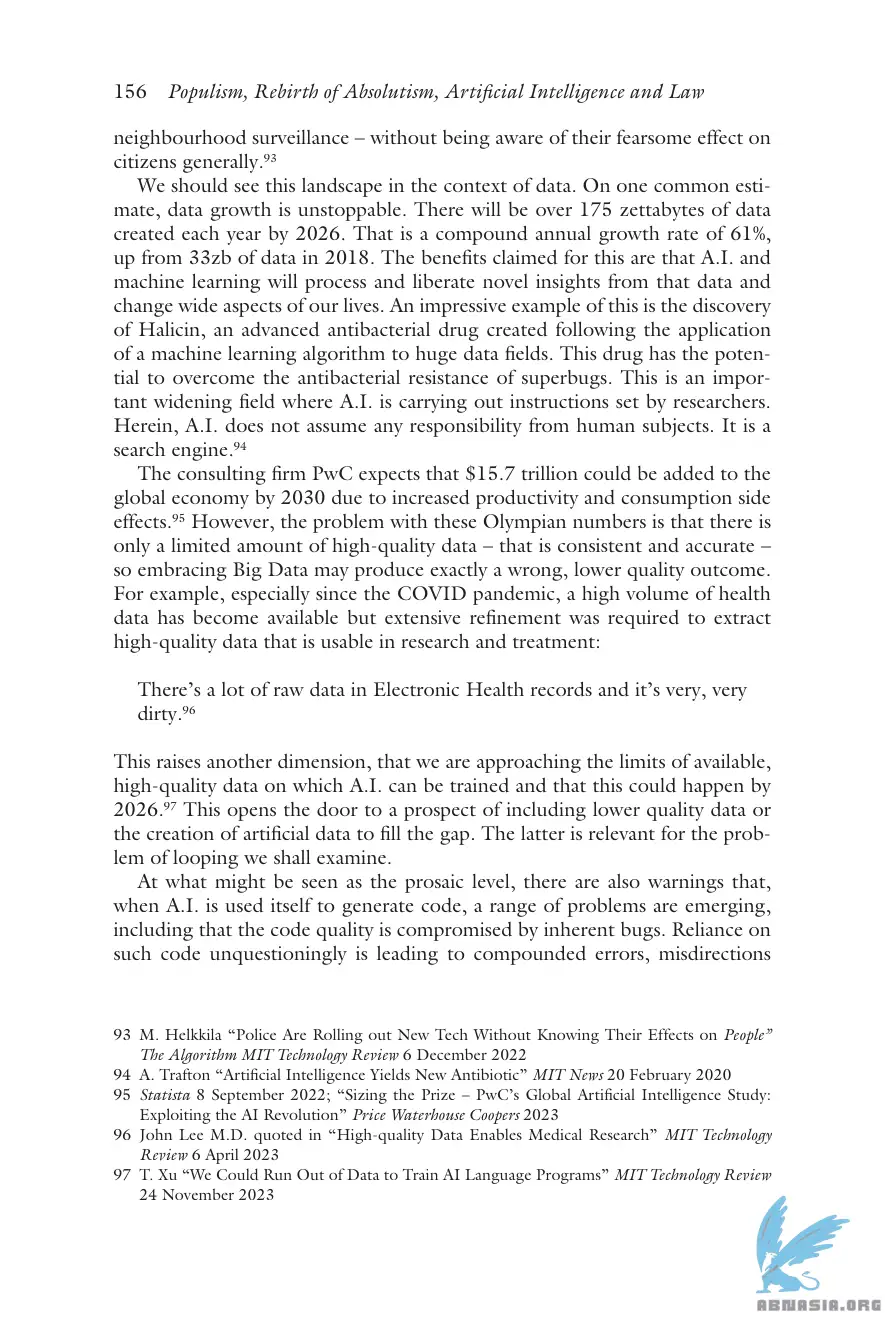 156 Populism, Rebirth of Absolutism, Artificial Intelligence and Law
neighbourhood surveillance – without being aware of their fearsome effect on
citizens generally.⁹³
We should see this landscape in the context of data. On one common esti-
mate, data growth is unstoppable. There will be over 175 zettabytes of data
created each year by 2026. That is a compound annual growth rate of 61%,
up from 33zb of data in 2018. The benefits claimed for this are that A.I. and
machine learning will process and liberate novel insights from that data and
change wide aspects of our lives. An impressive example of this is the discovery
of Halicin, an advanced antibacterial drug created following the application
of a machine learning algorithm to huge data fields. This drug has the poten-
tial to overcome the antibacterial resistance of superbugs. This is an impor-
tant widening field where A.I. is carrying out instructions set by researchers.
Herein, A.I. does not assume any responsibility from human subjects. It is a
search engine.⁹⁴
The consulting firm PwC expects that $15.7 trillion could be added to the
global economy by 2030 due to increased productivity and consumption side
effects.⁹⁵ However, the problem with these Olympian numbers is that there is
only a limited amount of high-quality data – that is consistent and accurate –
so embracing Big Data may produce exactly a wrong, lower quality outcome.
For example, especially since the COVID pandemic, a high volume of health
data has become available but extensive refinement was required to extract
high-quality data that is usable in research and treatment:
There's a lot of raw data in Electronic Health records and it's very, very
dirty.⁹⁶
This raises another dimension, that we are approaching the limits of available,
high-quality data on which A.I. can be trained and that this could happen by
2026.⁹⁷ This opens the door to a prospect of including lower quality data or
the creation of artificial data to fill the gap. The latter is relevant for the prob-
lem of looping we shall examine.
At what might be seen as the prosaic level, there are also warnings that,
when A.I. is used itself to generate code, a range of problems are emerging,
including that the code quality is compromised by inherent bugs. Reliance on
such code unquestioningly is leading to compounded errors, misdirections
93 M. Helkkila “Police Are Rolling out New Tech Without Knowing Their Effects on People”
The Algorithm MIT Technology Review 6 December 2022
94 A. Trafton “Artificial Intelligence Yields New Antibiotic” MIT News 20 February 2020
95 Statista 8 September 2022; “Sizing the Prize – PwC's Global Artificial Intelligence Study:
Exploiting the AI Revolution” Price Waterhouse Coopers 2023
96 John Lee M.D. quoted in “High-quality Data Enables Medical Research” MIT Technology
Review 6 April 2023
97 T. Xu “We Could Run Out of Data to Train AI Language Programs” MIT Technology Review
24 November 2023
ABNASIA.ORG